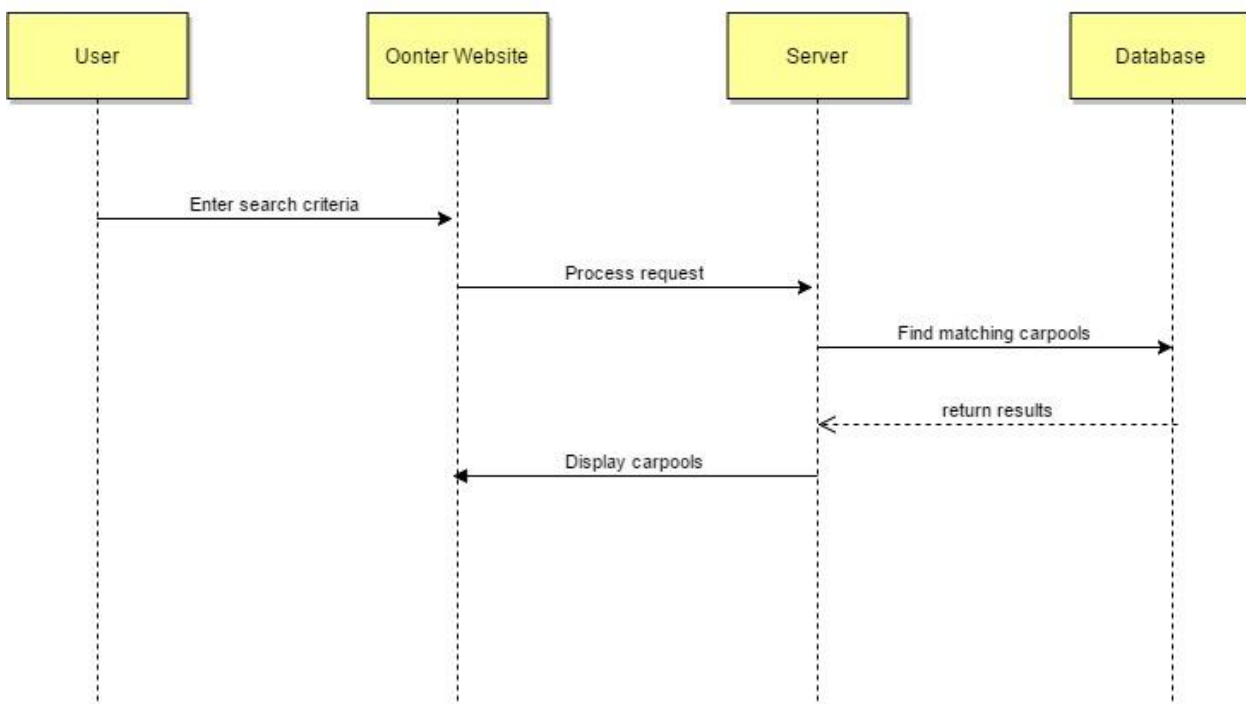 User
Oonter Website
Server
Database
Enter search criteria
Process request
Find matching carpools
return results
Display carpools